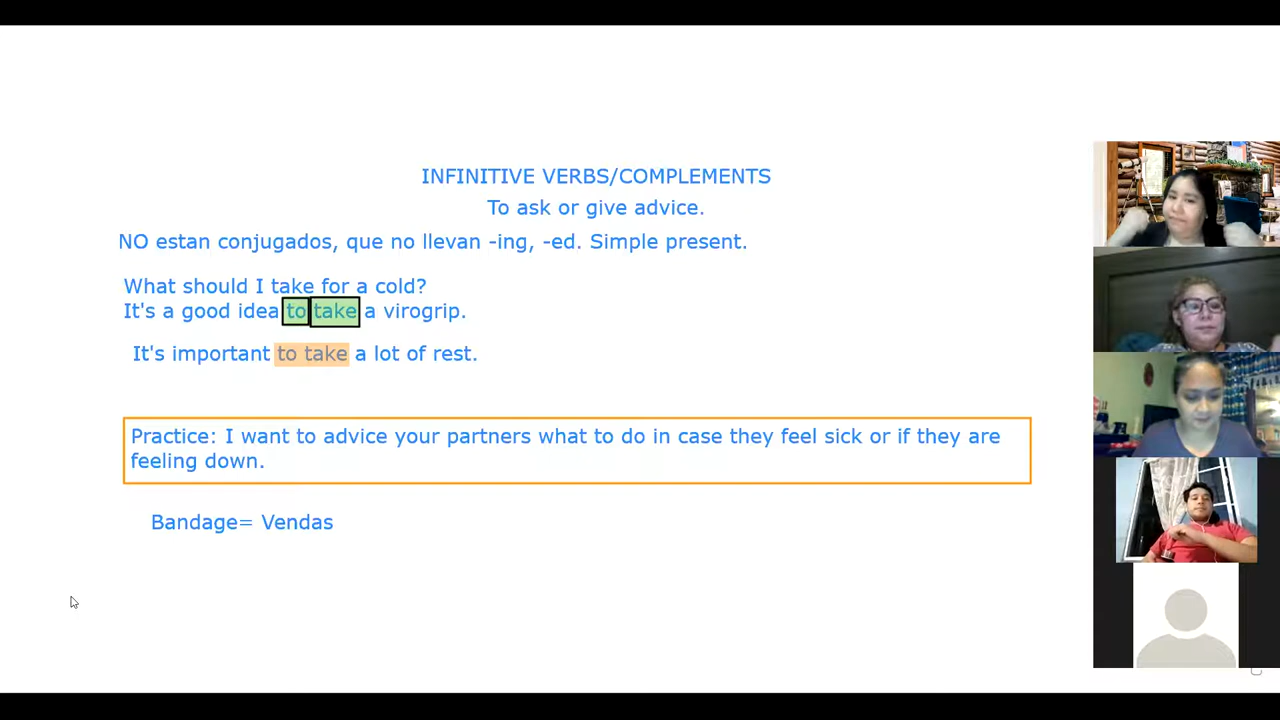 INFINITIVE VERBS/COMPLEMENTS
To ask or give advice.
NO estan conjugados, que no llevan -ing, -ed. Simple present.
What should I take for a cold?
It's a good idea to take a virogrip.
It's important to take a lot of rest.
Practice: I want to advice your partners what to do in case they feel sick or if they are
feeling down.
Bandage= Vendas